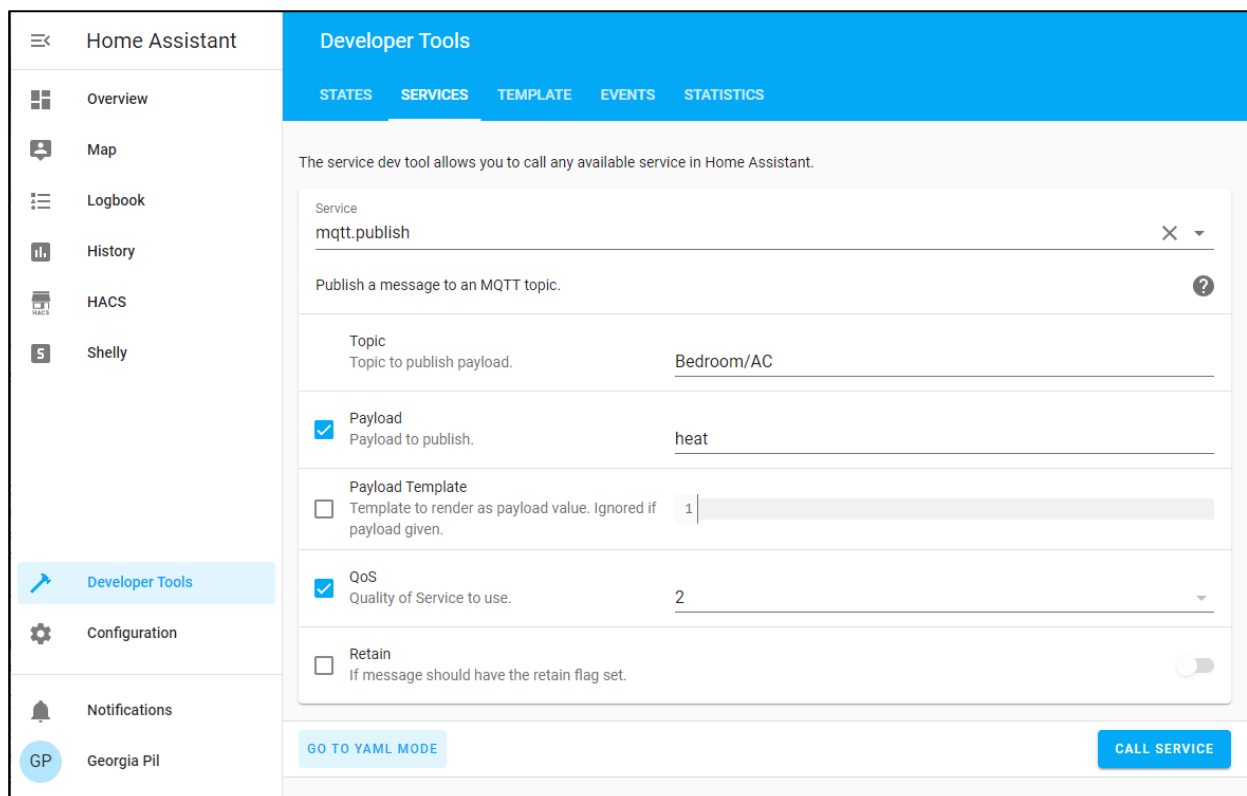 Home Assistant
Overview
Map
Logbook
History
HACS
HACS
S
Shelly
Developer Tools
Configuration
Notifications
GP
Georgia Pil
Developer Tools
STATES SERVICES TEMPLATE EVENTS STATISTICS
The service dev tool allows you to call any available service in Home Assistant.
Service
mqtt.publish
Publish a message to an MQTT topic.
?
Topic
Topic to publish payload.
Bedroom/AC
Payload
Payload to publish.
heat
Payload Template
Template to render as payload value. Ignored if
payload given.
1
QoS
Quality of Service to use.
2
Retain
If message should have the retain flag set.
GO TO YAML MODE
CALL SERVICE